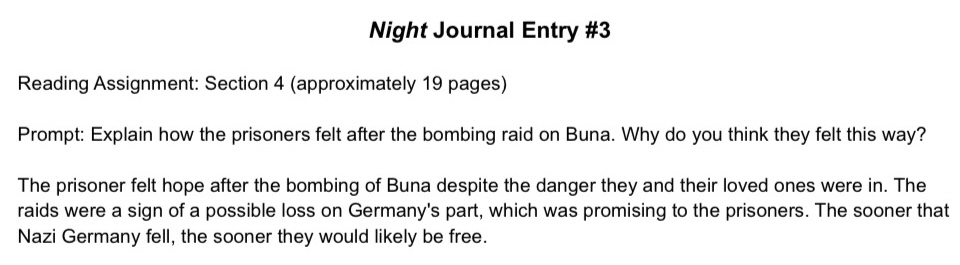 Night Journal Entry #3
Reading Assignment: Section 4 (approximately 19 pages)
Prompt: Explain how the prisoners felt after the bombing raid on Buna. Why do you think they felt this way?
The prisoner felt hope after the bombing of Buna despite the danger they and their loved ones were in. The
raids were a sign of a possible loss on Germany's part, which was promising to the prisoners. The sooner that
Nazi Germany fell, the sooner they would likely be free.